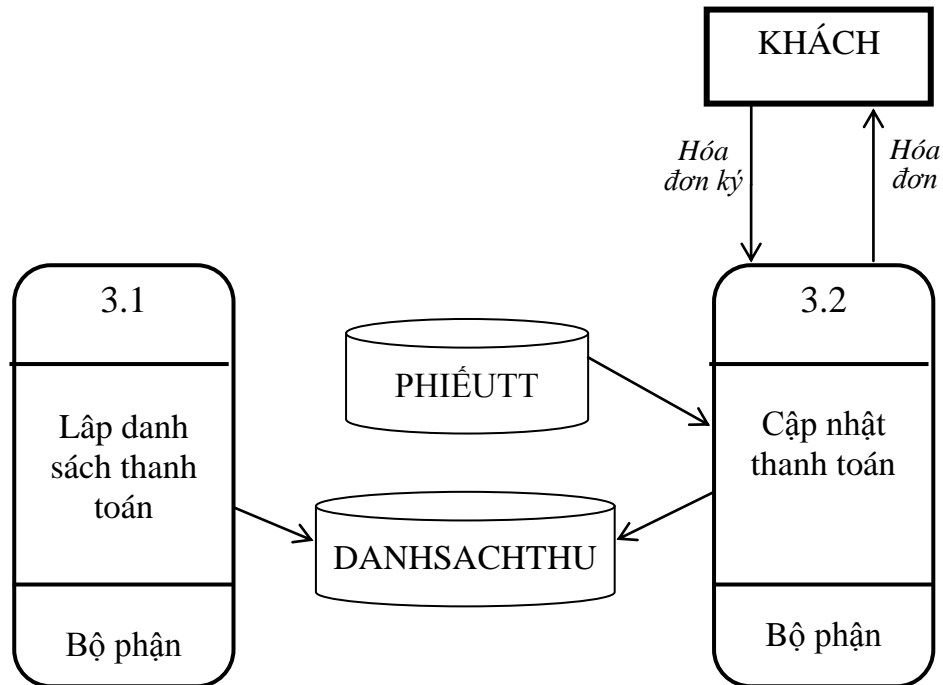 KHÁCH
Hóa
đơn ký
Hóa
đơn
3.1
Lâp danh
sách thanh
toán
Bộ phận
PHIẾUTT
DANHSACHTHU
3.2
Cập nhật
thanh toán
Bộ phận